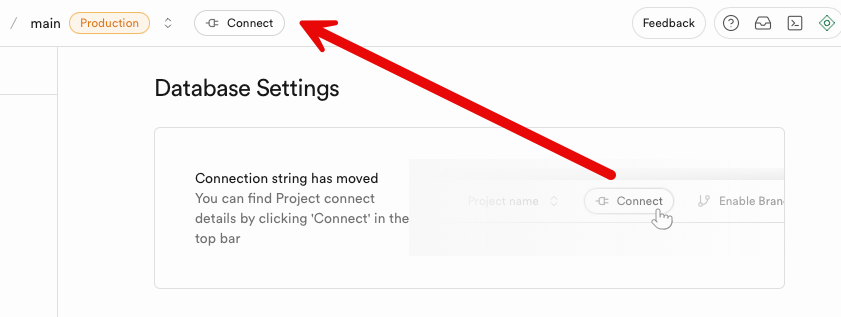 / main Production Connect Feedback
Database Settings
Connection string has moved
You can find Project connect
details by clicking 'Connect' in the
top bar
Project name Connect Enable Bran